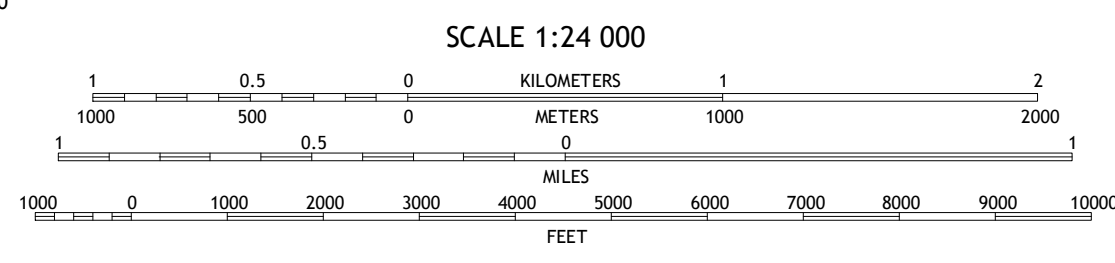 0
SCALE 1:24 000
1 0.5 0 KILOMETERS 1 2
1000 500 0 METERS 1000 2000
1 0.5 0 1
MILES
1000 0 1000 2000 3000 4000 5000 6000 7000 8000 9000 10000
FEET